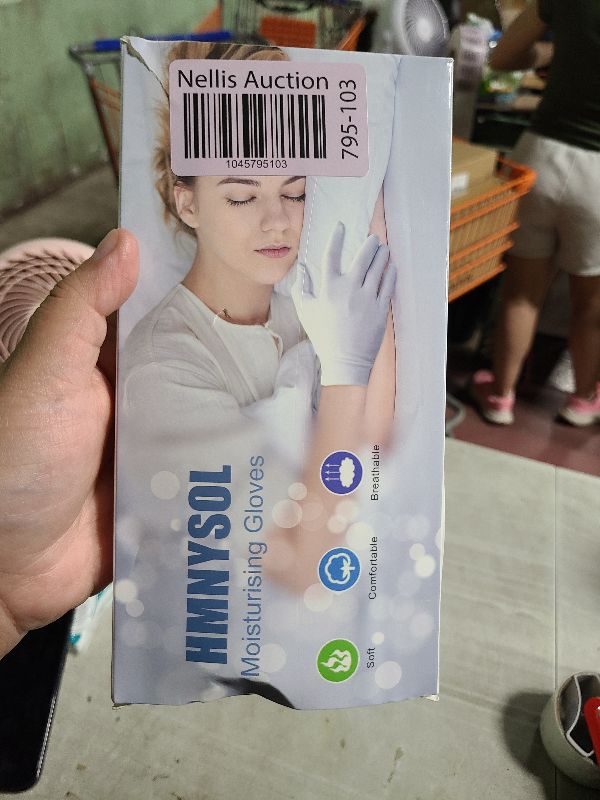 Nellis Auction
1045795103
795-103
HMNYSOL
Moisturising Gloves
Soft
Comfortable
Breathable